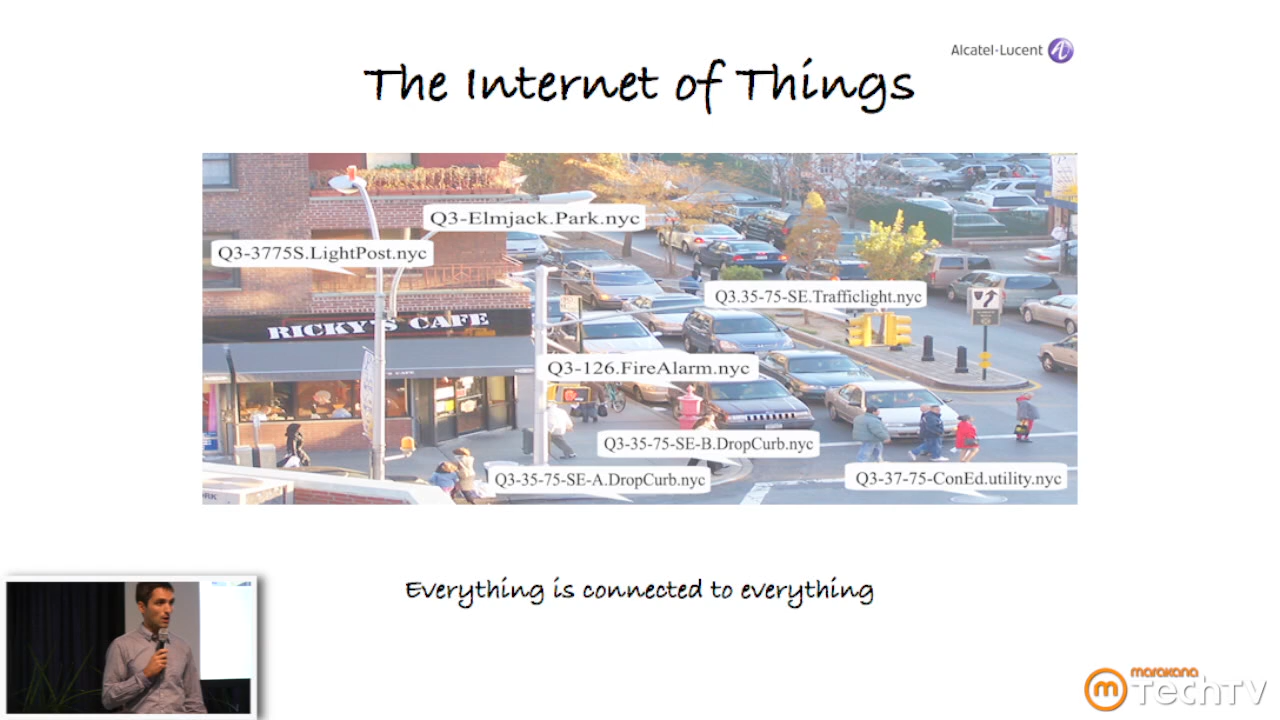 Alcatel·Lucent
The Internet of Things
Q3-Elmjack.Park.nyc
Q3-3775S.LightPost.nyc
Q3.35-75-SE.Trafficlight.nyc
RICKY'S CAFE
Q3-126.FireAlarm.nyc
Q3-35-75-SE-B.DropCurb.nyc
Q3-35-75-SE-A.DropCurb.nyc
Q3-37-75-ConEd.utility.nyc
Everything is connected to everything
marakana
TechTV